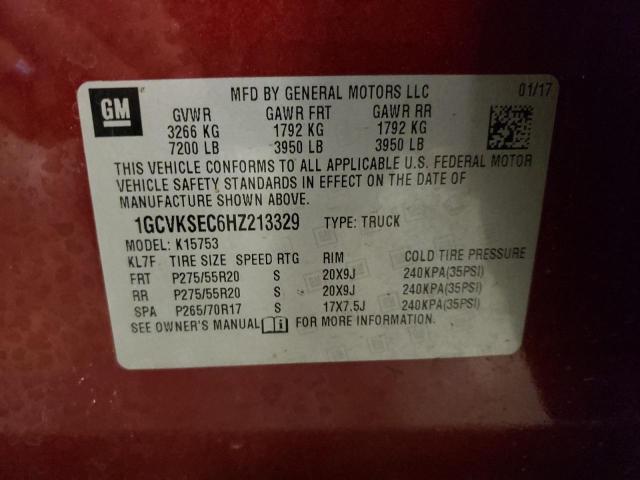 GM
MFD BY GENERAL MOTORS LLC 01/17
GVWR GAWR FRT GAWR RR
3266 KG 1792 KG 1792 KG
7200 LB 3950 LB 3950 LB
THIS VEHICLE CONFORMS TO ALL APPLICABLE U.S. FEDERAL MOTOR
VEHICLE SAFETY STANDARDS IN EFFECT ON THE DATE OF
MANUFACTURE SHOWN ABOVE.
1GCVKSEC6HZ213329 TYPE: TRUCK
MODEL: K15753
KL7F TIRE SIZE SPEED RTG RIM COLD TIRE PRESSURE
FRT P275/55R20 S 20X9J 240KPA(35PSI)
RR P275/55R20 S 20X9J 240KPA(35PSI)
SPA P265/70R17 S 17X7.5J 240KPA(35PSI)
SEE OWNER'S MANUAL FOR MORE INFORMATION.